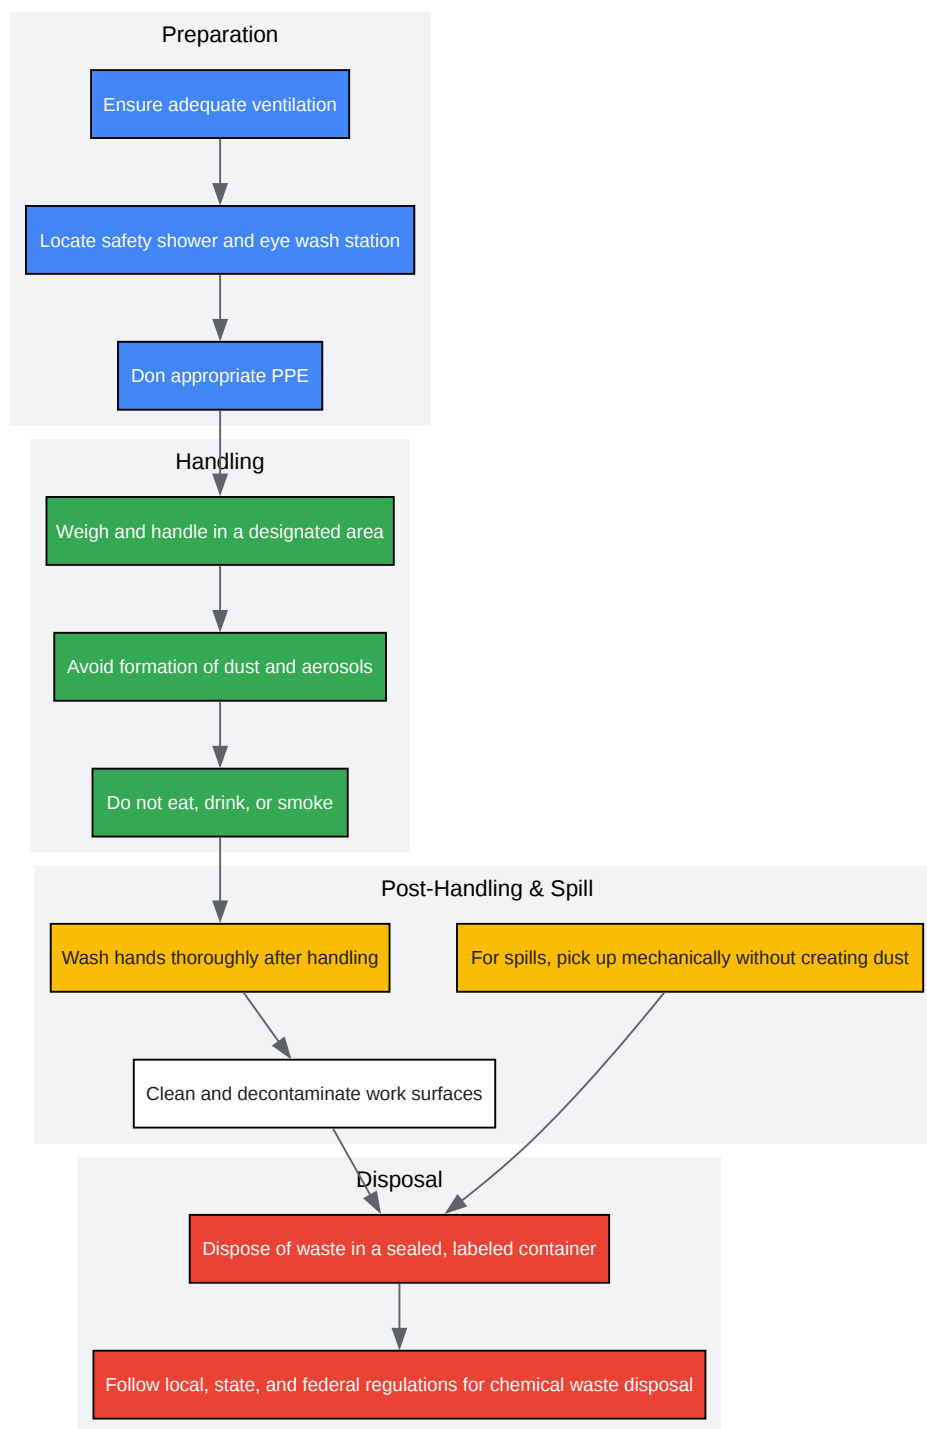 Preparation
Ensure adequate ventilation
Locate safety shower and eye wash station
Don appropriate PPE
Handling
Weigh and handle in a designated area
Avoid formation of dust and aerosols
Do not eat, drink, or smoke
Post-Handling & Spill
Wash hands thoroughly after handling
For spills, pick up mechanically without creating dust
Clean and decontaminate work surfaces
Disposal
Dispose of waste in a sealed, labeled container
Follow local, state, and federal regulations for chemical waste disposal